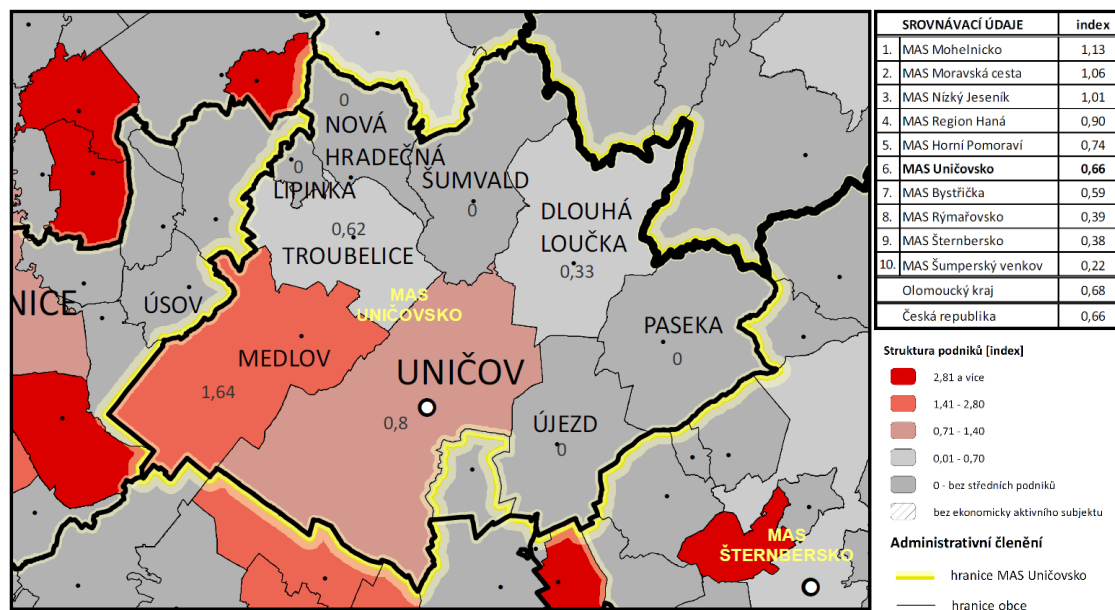 0
NOVÁ
HRADEČNÁ
0
LIPINKA
ŠUMVALD
0
0,62
TROUBELICE
DLOUHÁ
LOUČKA
0,33
NICE
ÚSOV
MAS
UNIČOVSKO
PASEKA
0
MEDLOV
1,64
UNIČOV
0,8
ÚJEZD
0
MAS
ŠTERNBERSKO
SROVNÁVACÍ ÚDAJE index
1. MAS Mohelnicko 1,13
2. MAS Moravská cesta 1,06
3. MAS Nízký Jeseník 1,01
4. MAS Region Haná 0,90
5. MAS Horní Pomoraví 0,74
6. MAS Uničovsko 0,66
7. MAS Bystřička 0,59
8. MAS Rýmařovsko 0,39
9. MAS Šternbersko 0,38
10. MAS Šumperský venkov 0,22
Olomoucký kraj 0,68
Česká republika 0,66
Struktura podniků [index]
2,81 a více
1,41 - 2,80
0,71 - 1,40
0,01 - 0,70
0 - bez středních podniků
bez ekonomicky aktivního subjektu
Administrativní členění
hranice MAS Uničovsko
hranice obce